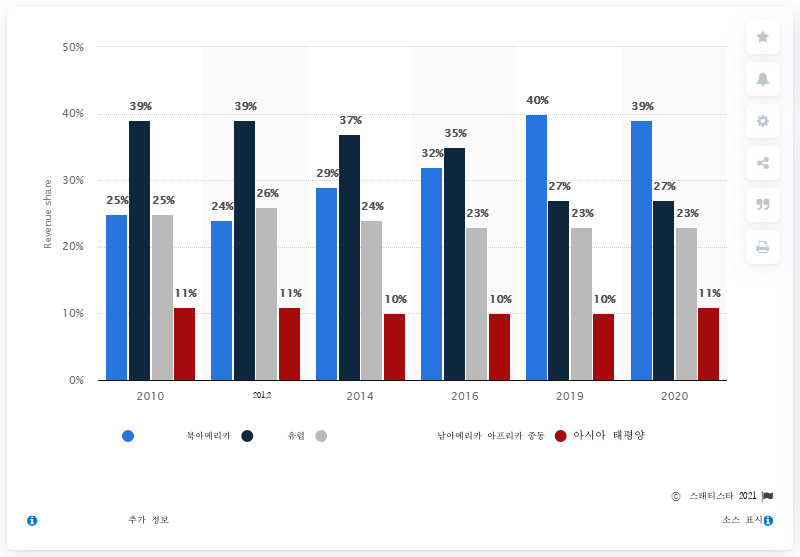 50%
40%
30%
20%
10%
0%
Revenue share
25% 39% 25% 11%
24% 39% 26% 11%
29% 37% 24% 10%
32% 35% 23% 10%
40% 27% 23% 10%
39% 27% 23% 11%
2010 2012 2014 2016 2019 2020
북아메리카 유럽 남아메리카 아프리카 중동 아시아 태평양
© 스태티스타 2021
추가 정보 소스 표시